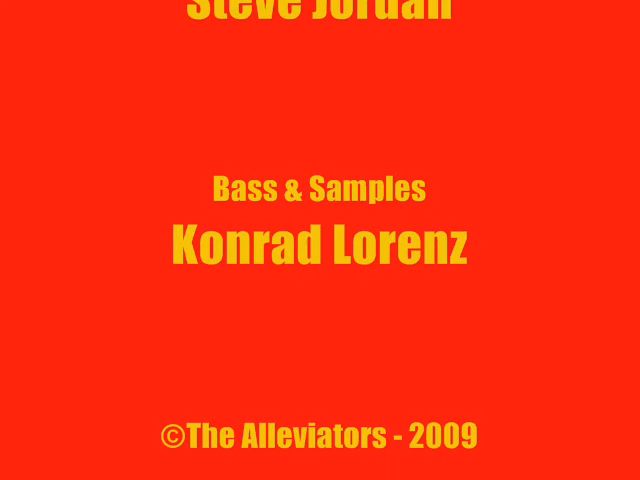 Steve Jordan
Bass & Samples
Konrad Lorenz
©The Alleviators - 2009